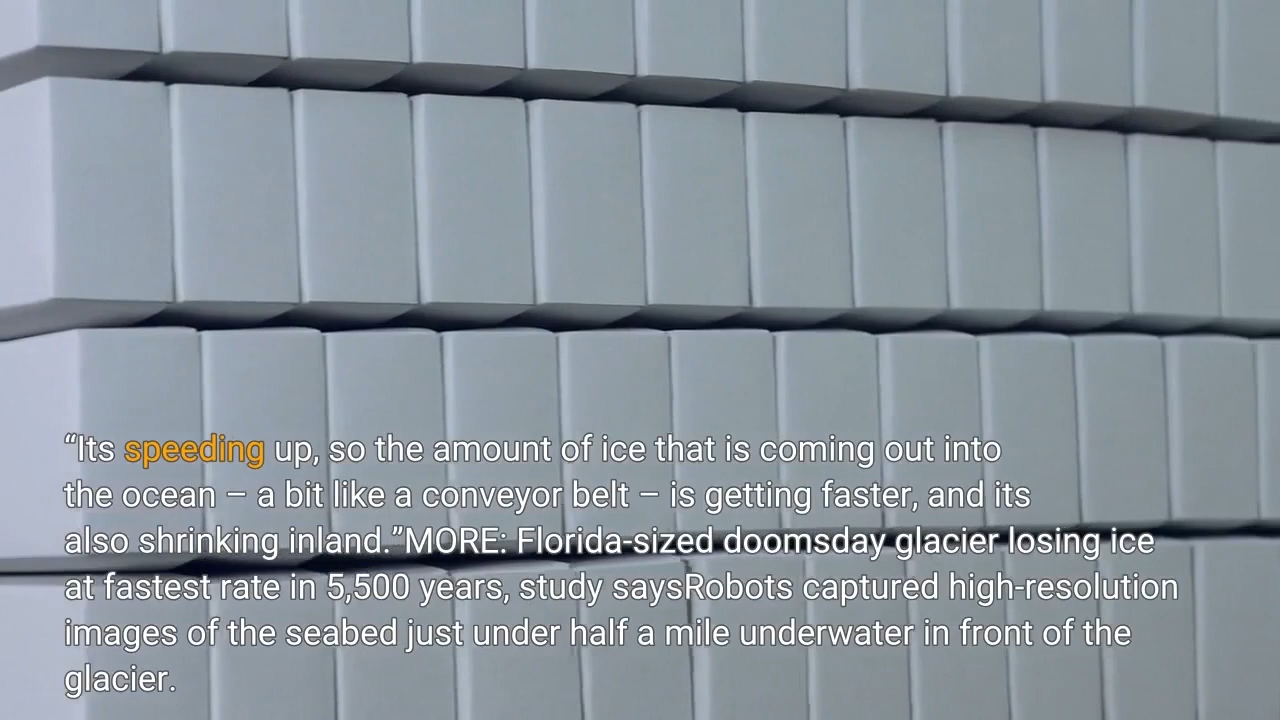 “Its speeding up, so the amount of ice that is coming out into
the ocean – a bit like a conveyor belt – is getting faster, and its
also shrinking inland.”MORE: Florida-sized doomsday glacier losing ice
at fastest rate in 5,500 years, study saysRobots captured high-resolution
images of the seabed just under half a mile underwater in front of the
glacier.